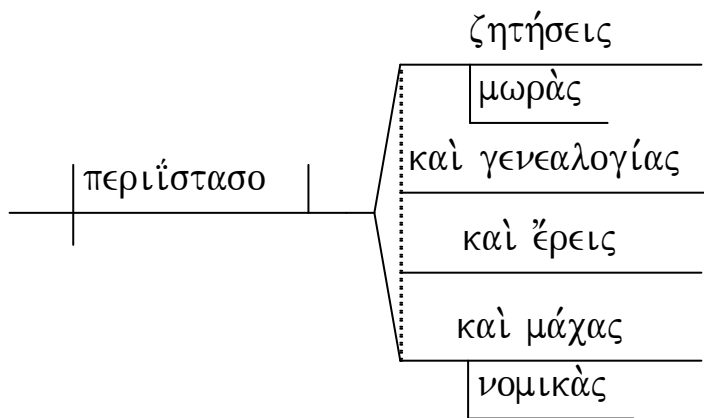 ζητήσεις
μωρὰς
καὶ γενεαλογίας
περιΐστασο
καὶ ἔρεις
καὶ μάχας
νομικὰς